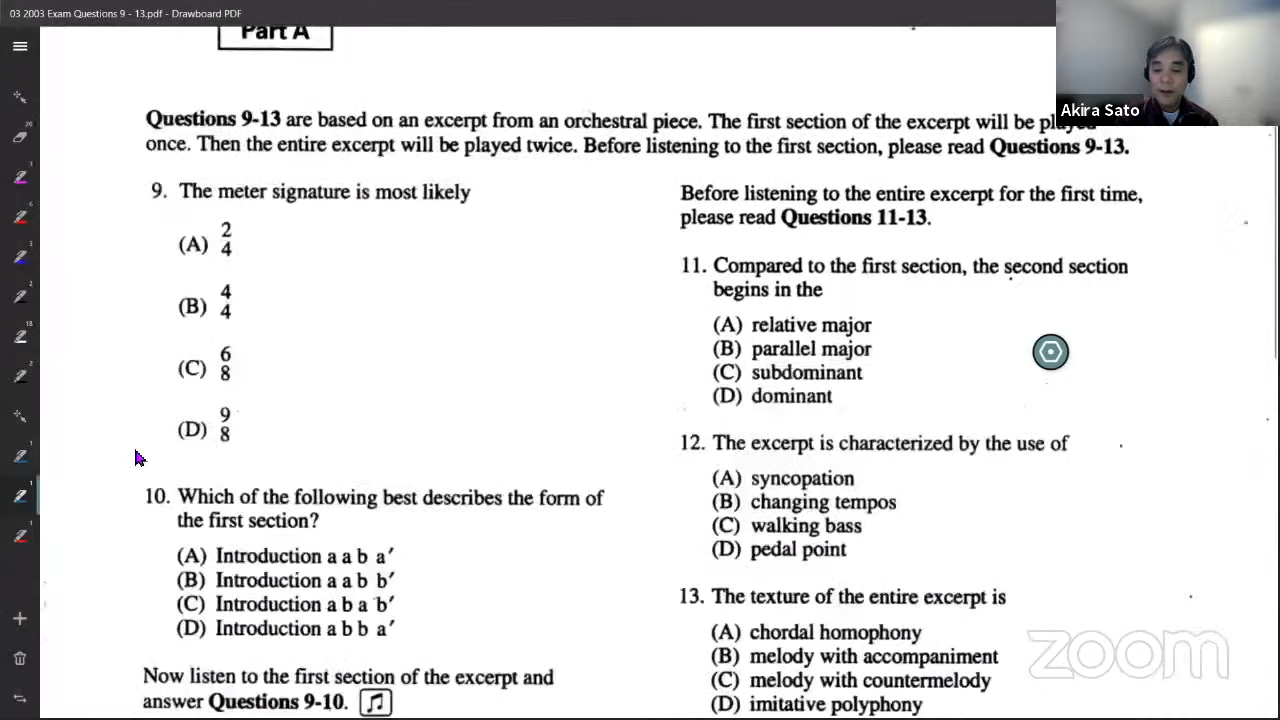 03 2003 Exam Questions 9 - 13.pdf - Drawboard PDF
Part A
Akira Sato
Questions 9-13 are based on an excerpt from an orchestral piece. The first section of the excerpt will be played
once. Then the entire excerpt will be played twice. Before listening to the first section, please read Questions 9-13.
9. The meter signature is most likely
(A) 2/4
(B) 4/4
(C) 6/8
(D) 9/8
10. Which of the following best describes the form of
the first section?
(A) Introduction a a b a′
(B) Introduction a a b b′
(C) Introduction a b a b′
(D) Introduction a b b a′
Now listen to the first section of the excerpt and
answer Questions 9-10.
Before listening to the entire excerpt for the first time,
please read Questions 11-13.
11. Compared to the first section, the second section
begins in the
(A) relative major
(B) parallel major
(C) subdominant
(D) dominant
12. The excerpt is characterized by the use of
(A) syncopation
(B) changing tempos
(C) walking bass
(D) pedal point
13. The texture of the entire excerpt is
(A) chordal homophony
(B) melody with accompaniment
(C) melody with countermelody
(D) imitative polyphony
zoom